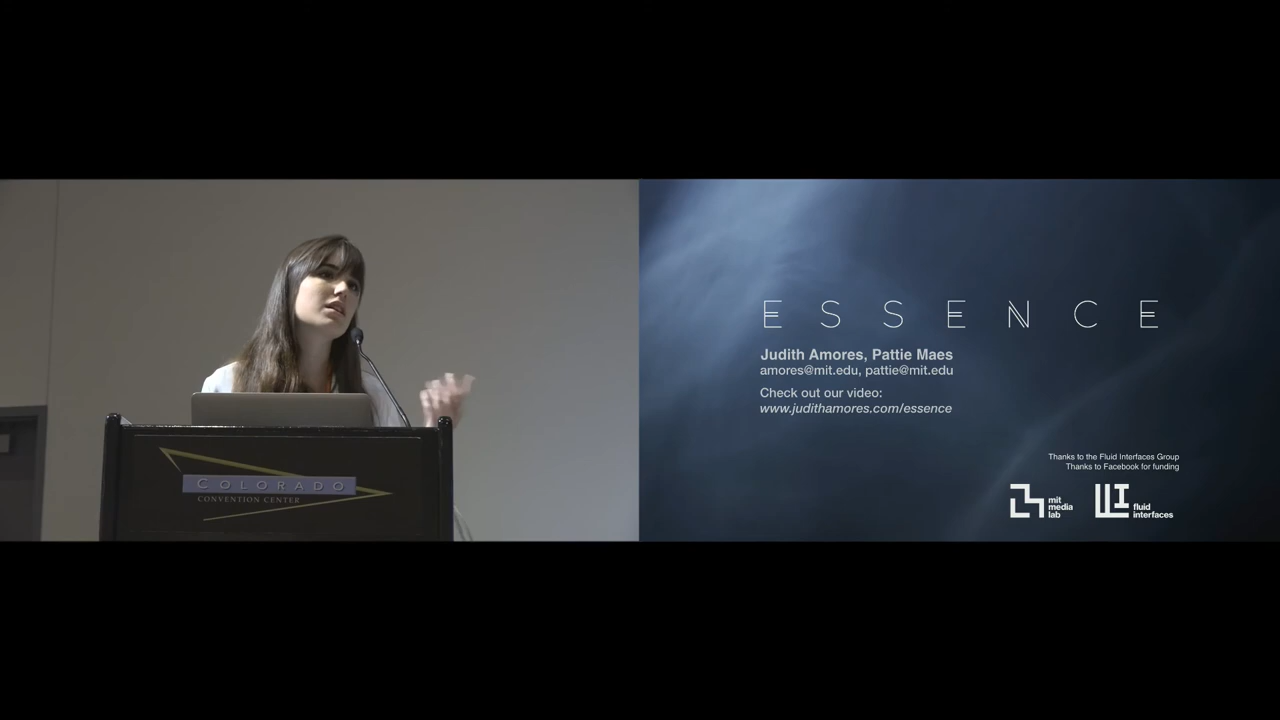 COLORADO
CONVENTION CENTER
ESSENCE
Judith Amores, Pattie Maes
amores@mit.edu, pattie@mit.edu
Check out our video:
www.judithamores.com/essence
Thanks to the Fluid Interfaces Group
Thanks to Facebook for funding
mit
media
lab
fluid
interfaces